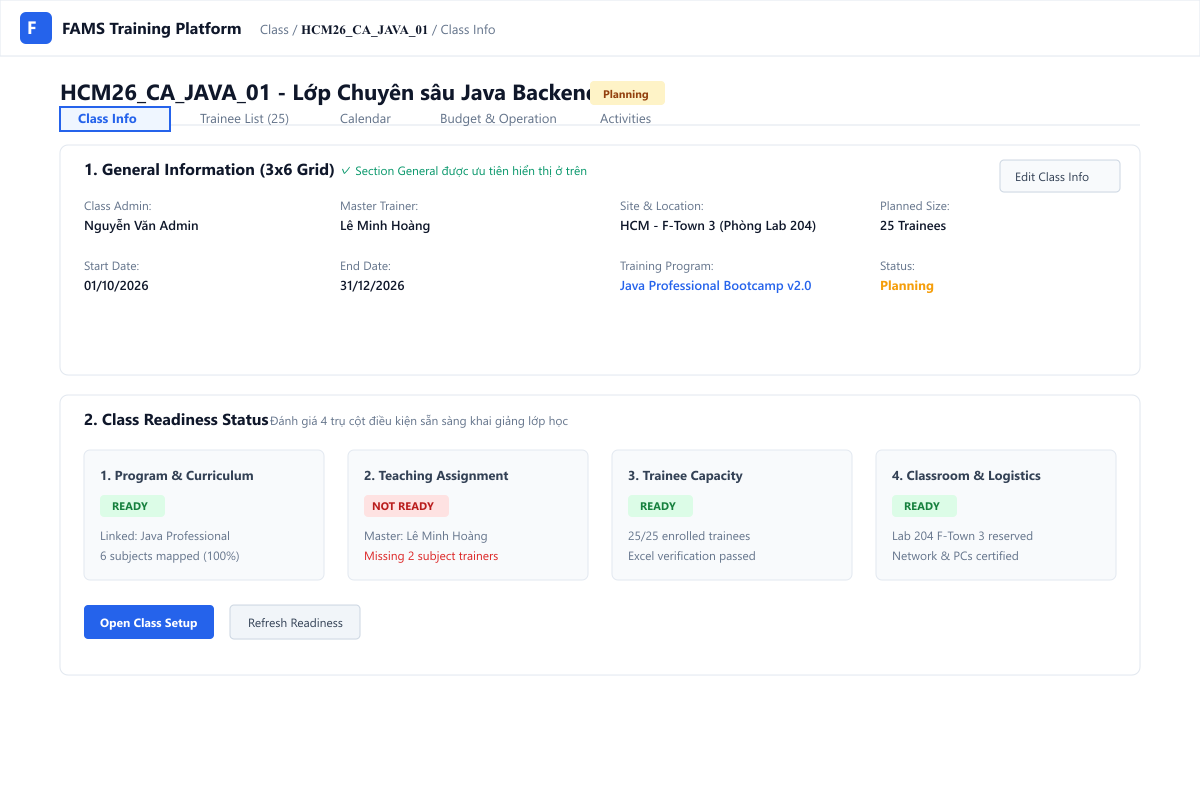 F FAMS Training Platform Class / HCM26_CA_JAVA_01 / Class Info
HCM26_CA_JAVA_01 - Lớp Chuyên sâu Java Backend Planning
Class Info Trainee List (25) Calendar Budget & Operation Activities
1. General Information (3x6 Grid) ✓ Section General được ưu tiên hiển thị ở trên Edit Class Info
Class Admin: Master Trainer: Site & Location: Planned Size:
Nguyễn Văn Admin Lê Minh Hoàng HCM - F-Town 3 (Phòng Lab 204) 25 Trainees
Start Date: End Date: Training Program: Status:
01/10/2026 31/12/2026 Java Professional Bootcamp v2.0 Planning
2. Class Readiness Status Đánh giá 4 trụ cột điều kiện sẵn sàng khai giảng lớp học
1. Program & Curriculum
READY
Linked: Java Professional
6 subjects mapped (100%)
2. Teaching Assignment
NOT READY
Master: Lê Minh Hoàng
Missing 2 subject trainers
3. Trainee Capacity
READY
25/25 enrolled trainees
Excel verification passed
4. Classroom & Logistics
READY
Lab 204 F-Town 3 reserved
Network & PCs certified
Open Class Setup Refresh Readiness